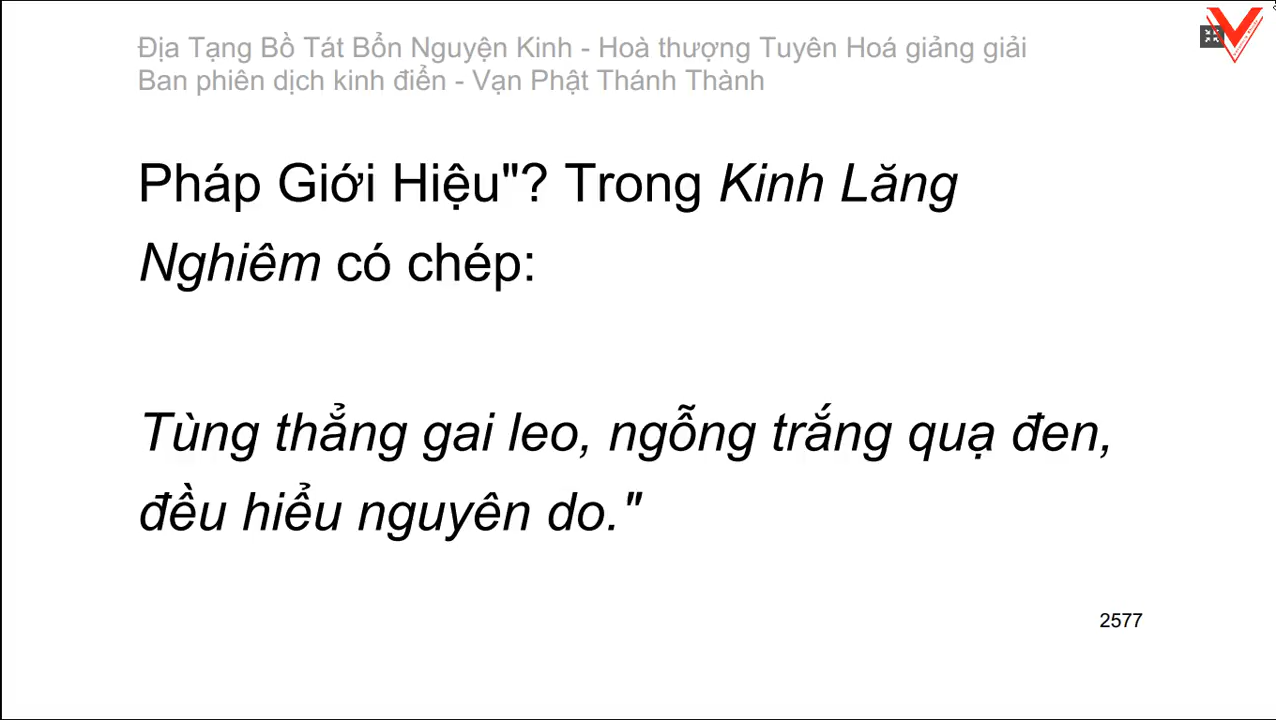 Địa Tạng Bồ Tát Bổn Nguyện Kinh - Hoà thượng Tuyên Hoá giảng giải
Ban phiên dịch kinh điển - Vạn Phật Thánh Thành
Pháp Giới Hiệu"? Trong Kinh Lăng
Nghiêm có chép:
Tùng thẳng gai leo, ngỗng trắng quạ đen,
đều hiểu nguyên do."
2577